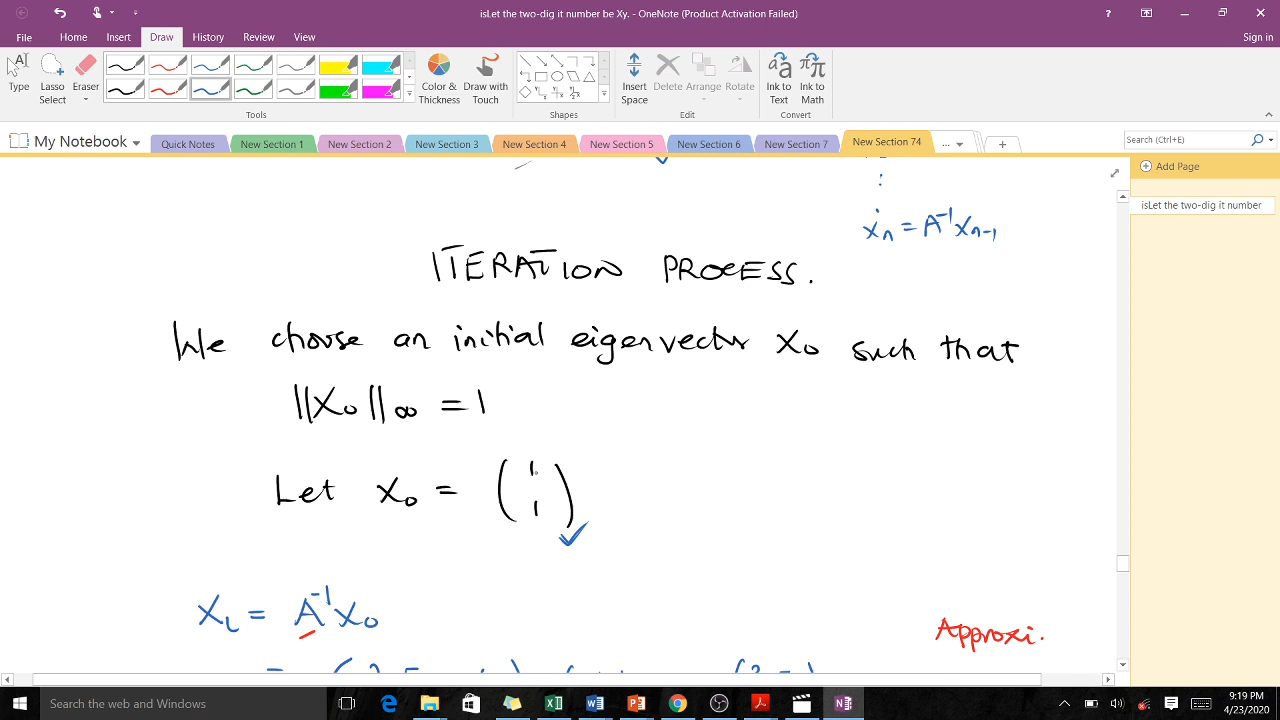 isLet the two-dig it number be Xy. - OneNote (Product Activation Failed)
File Home Insert Draw History Review View
Type Lasso Select Eraser Color & Thickness Draw with Touch Insert Space Delete Arrange Rotate Ink to Text Ink to Math
Tools Shapes Edit Convert
My Notebook Quick Notes New Section 1 New Section 2 New Section 3 New Section 4 New Section 5 New Section 6 New Section 7 New Section 74 ... + Search (Ctrl+E)
+ Add Page
isLet the two-dig it number
⋮
xₙ = A⁻¹xₙ₋₁
ITERATION PROCESS.
We choose an initial eigenvector X₀ such that
||X₀||∞ = 1
Let X₀ = (1
1)
X₁ = A⁻¹X₀
Approxi.
Search the web and Windows
9:19 PM
4/23/2020